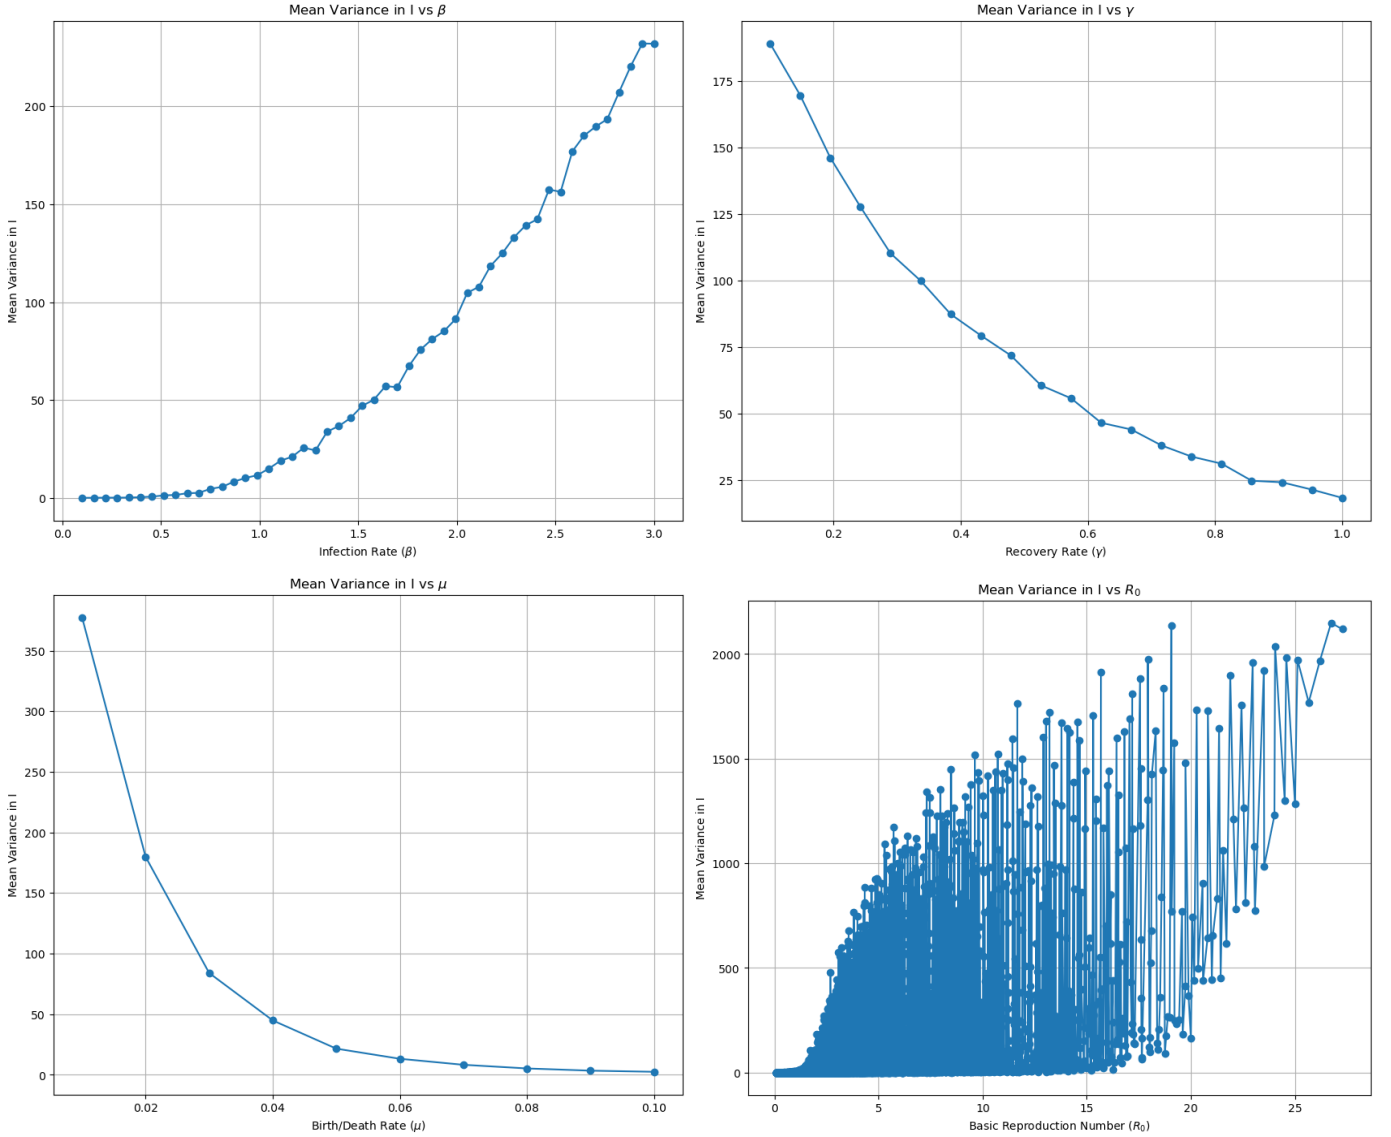 Mean Variance in I vs β
Mean Variance in I
200
150
100
50
0
0.0 0.5 1.0 1.5 2.0 2.5 3.0
Infection Rate (β)
Mean Variance in I vs γ
Mean Variance in I
175
150
125
100
75
50
25
0.2 0.4 0.6 0.8 1.0
Recovery Rate (γ)
Mean Variance in I vs μ
Mean Variance in I
350
300
250
200
150
100
50
0
0.02 0.04 0.06 0.08 0.10
Birth/Death Rate (μ)
Mean Variance in I vs R₀
Mean Variance in I
2000
1500
1000
500
0
0 5 10 15 20 25
Basic Reproduction Number (R₀)